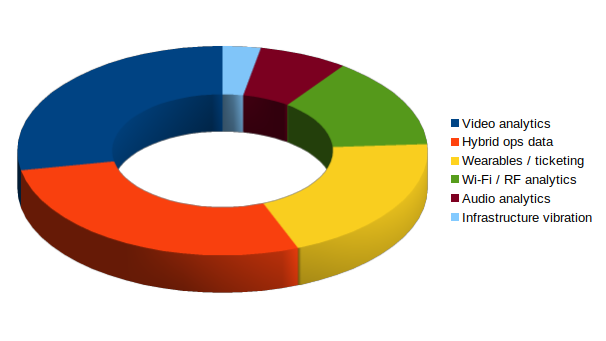 Video analytics
Hybrid ops data
Wearables / ticketing
Wi-Fi / RF analytics
Audio analytics
Infrastructure vibration